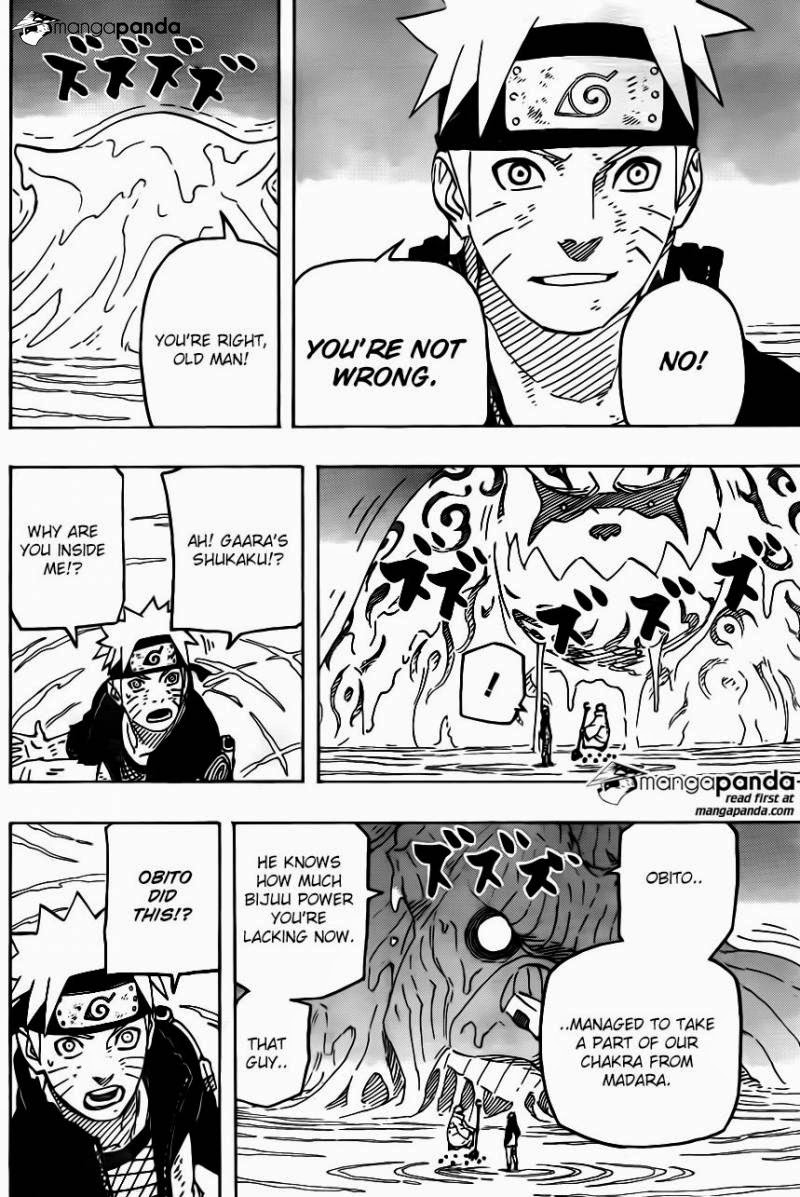 NO!
YOU'RE NOT
WRONG.
mangapanda
ズズズズ
YOU'RE RIGHT,
OLD MAN!
ズズ
ズズ
ズ
!
AH! GAARA'S
SHUKAKU!?
WHY ARE
YOU INSIDE
ME!?
mangapanda
read first at
mangapanda.com
OBITO..
..MANAGED TO TAKE
A PART OF OUR
CHAKRA FROM
MADARA.
ズズズ
HE KNOWS
HOW MUCH
BIJUU POWER
YOU'RE
LACKING NOW.
THAT
GUY..
OBITO
DID
THIS!?